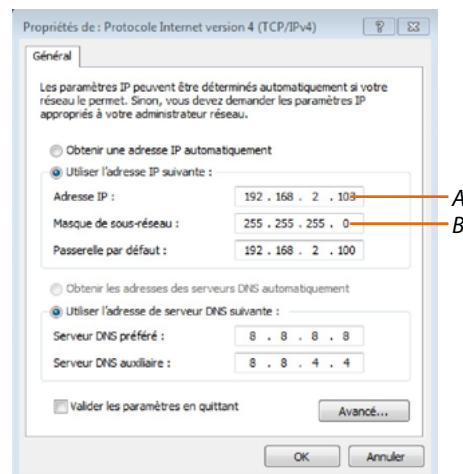 Propriétés de : Protocole Internet version 4 (TCP/IPv4)
Général
Les paramètres IP peuvent être déterminés automatiquement si votre
réseau le permet. Sinon, vous devez demander les paramètres IP
appropriés à votre administrateur réseau.
Obtenir une adresse IP automatiquement
Utiliser l'adresse IP suivante :
Adresse IP : 192 . 168 . 2 . 103 A
Masque de sous-réseau : 255 . 255 . 255 . 0 B
Passerelle par défaut : 192 . 168 . 2 . 100
Obtenir les adresses des serveurs DNS automatiquement
Utiliser l'adresse de serveur DNS suivante :
Serveur DNS préféré : 8 . 8 . 8 . 8
Serveur DNS auxiliaire : 8 . 8 . 4 . 4
Valider les paramètres en quittant
Avancé...
OK Annuler